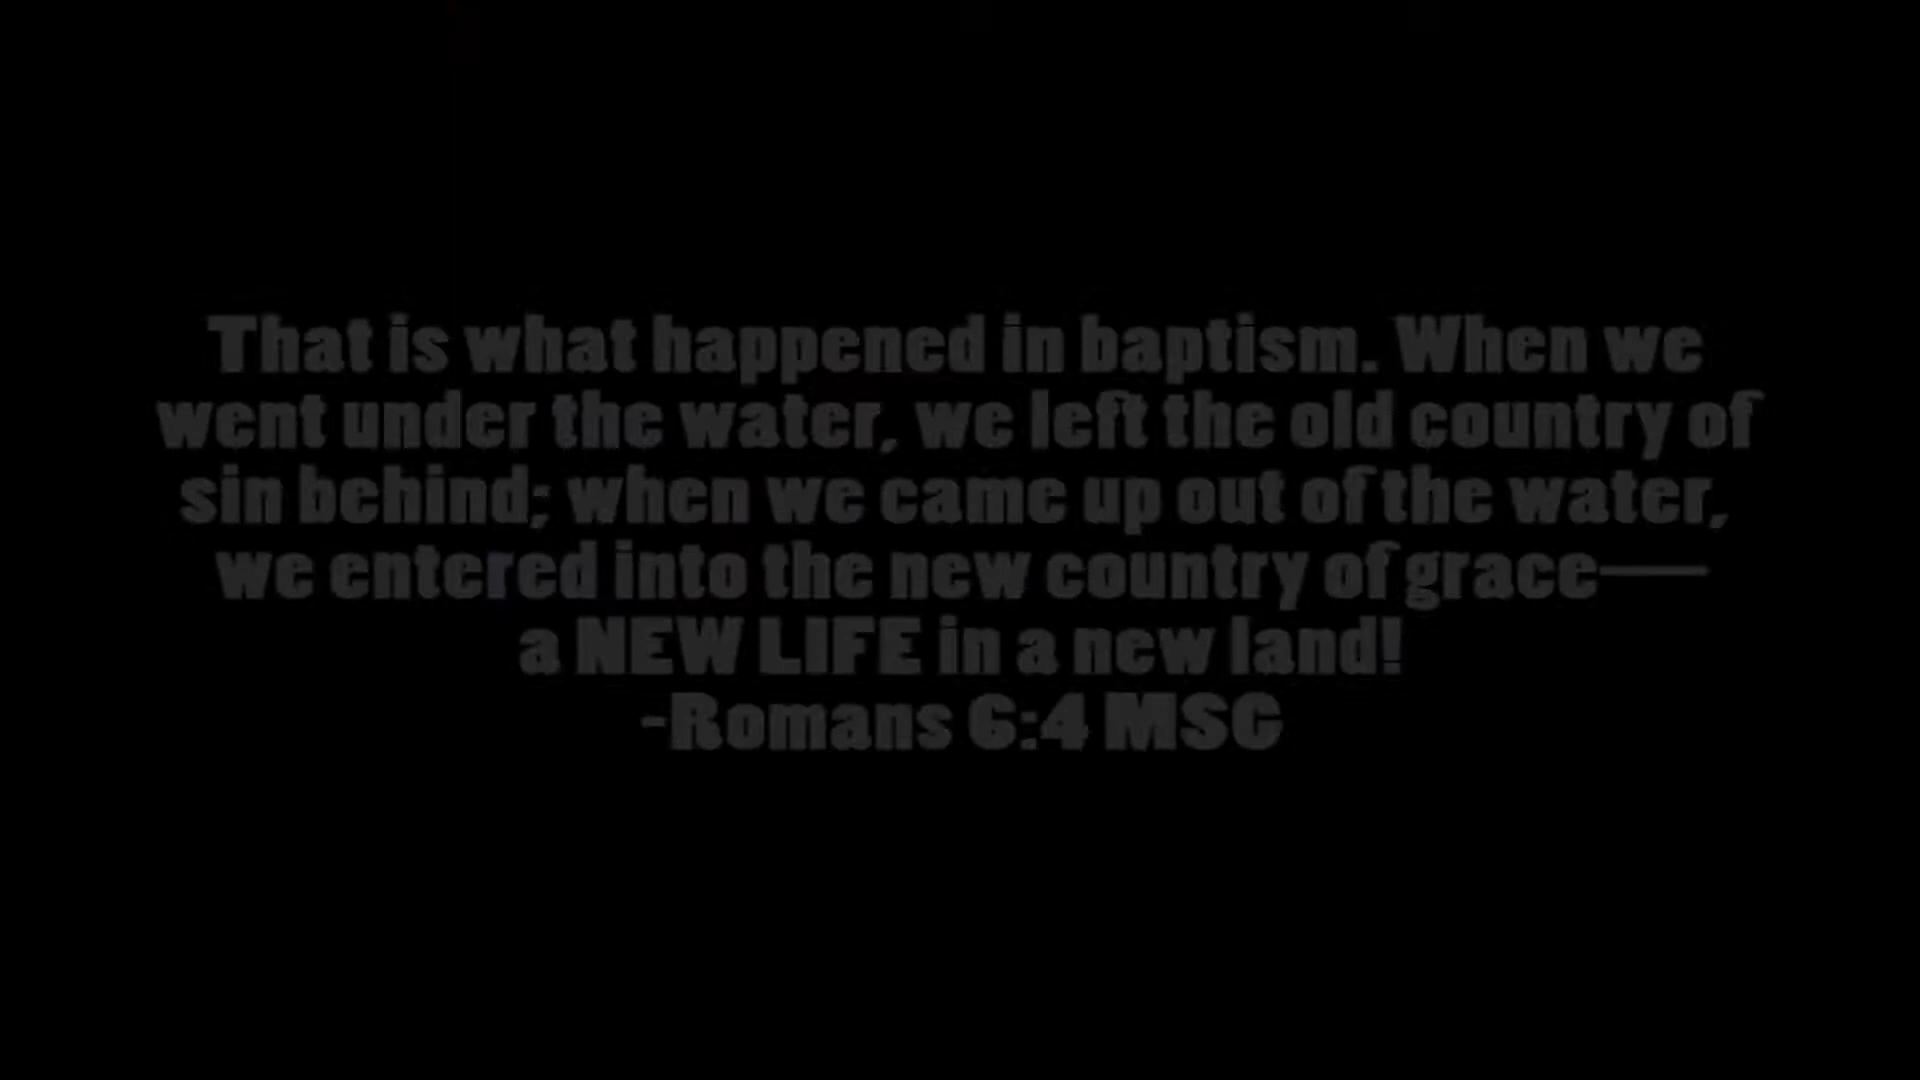 That is what happened in baptism. When we
went under the water, we left the old country of
sin behind; when we came up out of the water,
we entered into the new country of grace—
a NEW LIFE in a new land!
-Romans 6:4 MSG